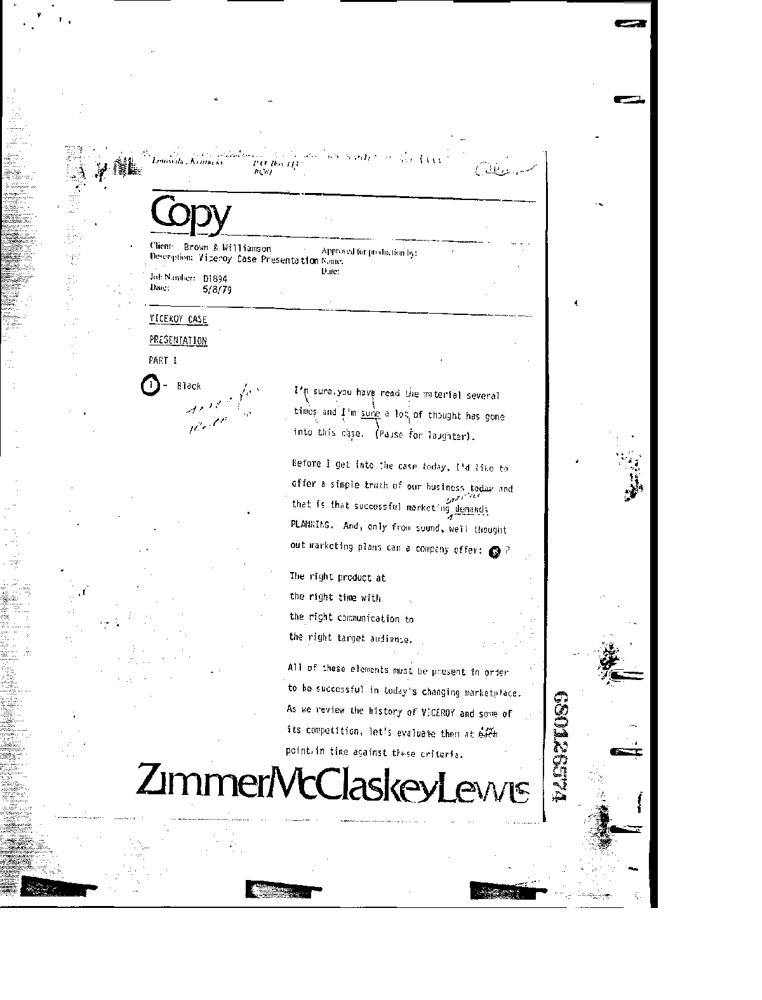 Louisville, Kentucky
Copy
Client: Brown & Williamson
Approved for production by:
Description: Viceroy Case Presentation Name:
Date:
Job Number: D1894
Date: 5/8/79
VICEROY CASE
PRESENTATION
PART I
1 - Black
I'm sure you have read the material several
times and I'm sure a lot of thought has gone
into this case. (Pause for laughter).
Before I get into the case today, I'd like to
offer a simple truth of our business today and
that is that successful marketing demands
PLANNING. And, only from sound, well thought
out marketing plans can a company offer: ?
The right product at
the right time with
the right communication to
the right target audience.
All of these elements must be present in order
to be successful in today's changing marketplace.
As we review the history of VICEROY and some of
its competition, let's evaluate them at each
point in time against these criteria.
ZimmerMcClaskeyLewis
680126574